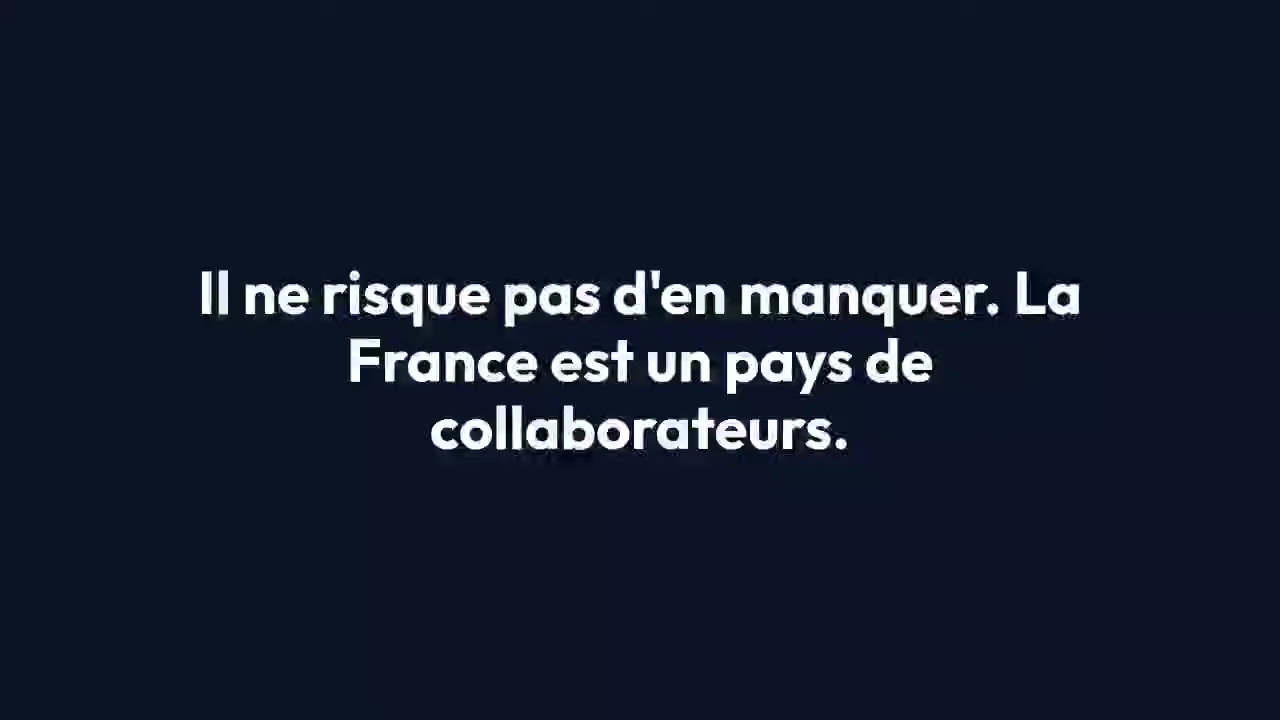 Il ne risque pas d'en manquer. La
France est un pays de
collaborateurs.